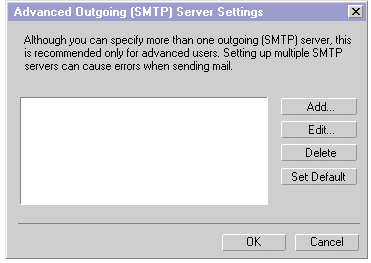 Advanced Outgoing (SMTP) Server Settings
Although you can specify more than one outgoing (SMTP) server, this
is recommended only for advanced users. Setting up multiple SMTP
servers can cause errors when sending mail.
Add...
Edit...
Delete
Set Default
OK
Cancel